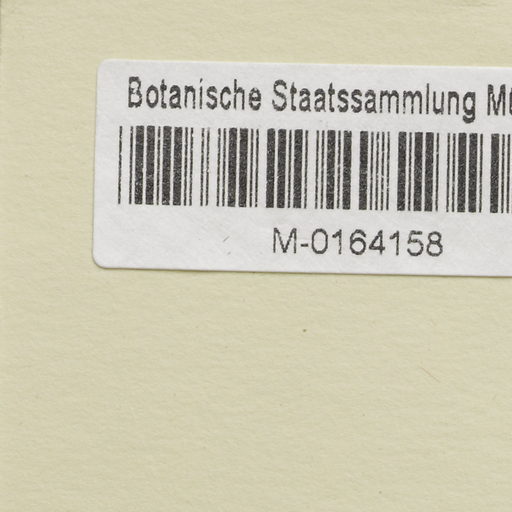 Botanische Staatssammlung
M-0164158